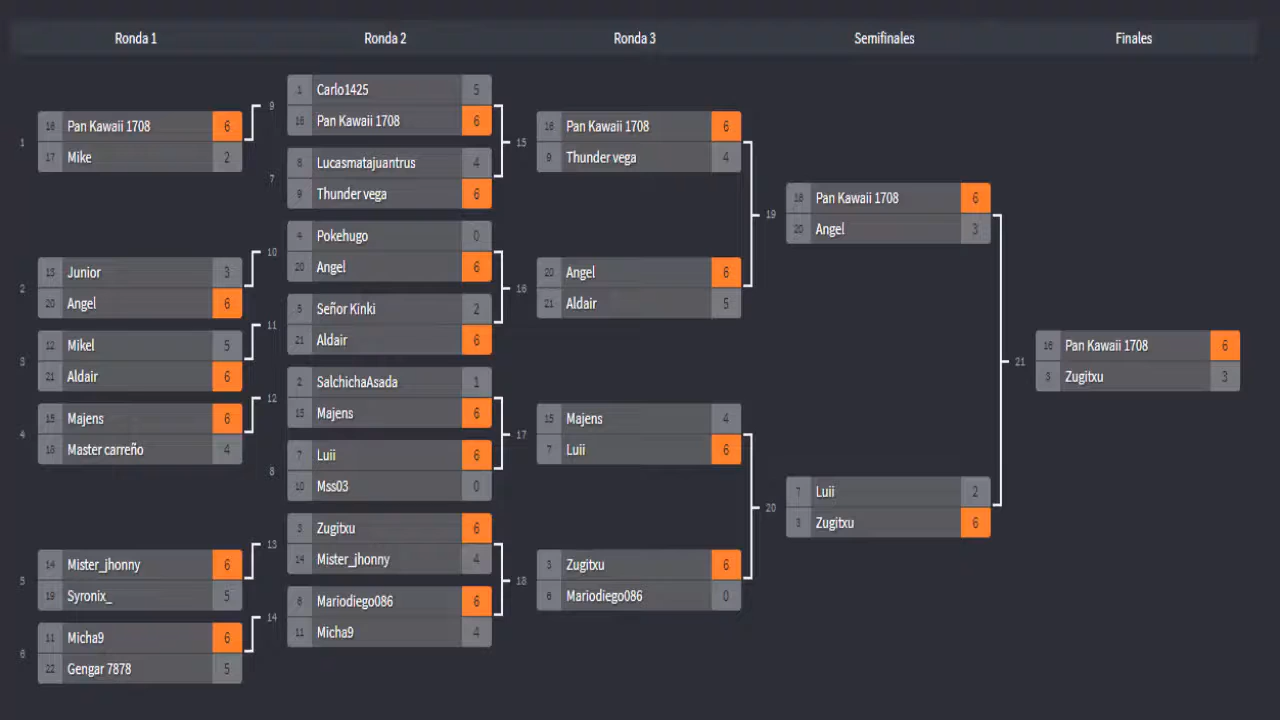 Ronda 1 Ronda 2 Ronda 3 Semifinales Finales
1
16 Pan Kawaii 1708 6
17 Mike 2
2
Junior 3
20 Angel 6
3
12 Mikel 5
21 Aldair 6
4
Majens 6
Master carreño 4
5
14 Mister_jhonny 6
19 Syronix_ 5
6
11 Micha9 6
22 Gengar 7878 5
9
1 Carlo1425 5
16 Pan Kawaii 1708 6
7
8 Lucasmatajuantrus 4
9 Thunder vega 6
10
4 Pokehugo 0
20 Angel 6
11
5 Señor Kinki 2
21 Aldair 6
12
2 SalchichaAsada 1
Majens 6
8
7 Luii 6
10 Mss03 0
13
3 Zugitxu 6
14 Mister_jhonny 4
14
6 Mariodiego086 6
11 Micha9 4
15
16 Pan Kawaii 1708 6
9 Thunder vega 4
16
20 Angel 6
21 Aldair 5
17
15 Majens 4
7 Luii 6
18
3 Zugitxu 6
6 Mariodiego086 0
19
16 Pan Kawaii 1708 6
20 Angel 3
20
7 Luii 2
3 Zugitxu 6
21
16 Pan Kawaii 1708 6
3 Zugitxu 3